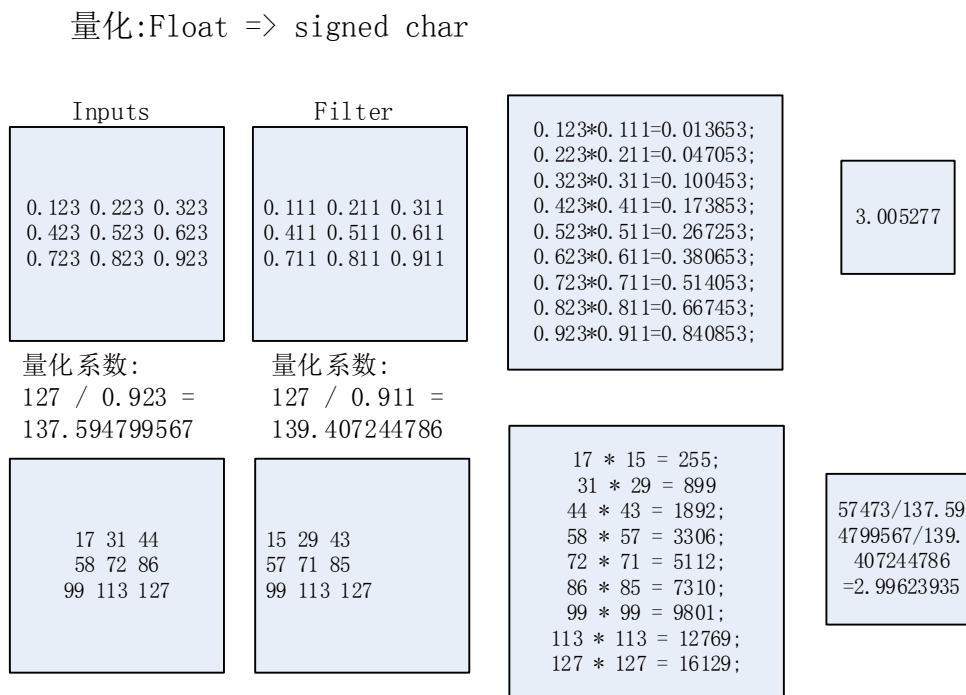 量化:Float => signed char
Inputs
Filter
0.123 0.223 0.323
0.423 0.523 0.623
0.723 0.823 0.923
0.111 0.211 0.311
0.411 0.511 0.611
0.711 0.811 0.911
0.123*0.111=0.013653;
0.223*0.211=0.047053;
0.323*0.311=0.100453;
0.423*0.411=0.173853;
0.523*0.511=0.267253;
0.623*0.611=0.380653;
0.723*0.711=0.514053;
0.823*0.811=0.667453;
0.923*0.911=0.840853;
3.005277
量化系数:
127 / 0.923 =
137.594799567
量化系数:
127 / 0.911 =
139.407244786
17 31 44
58 72 86
99 113 127
15 29 43
57 71 85
99 113 127
17 * 15 = 255;
31 * 29 = 899
44 * 43 = 1892;
58 * 57 = 3306;
72 * 71 = 5112;
86 * 85 = 7310;
99 * 99 = 9801;
113 * 113 = 12769;
127 * 127 = 16129;
57473/137.59
4799567/139.
407244786
=2.99623935